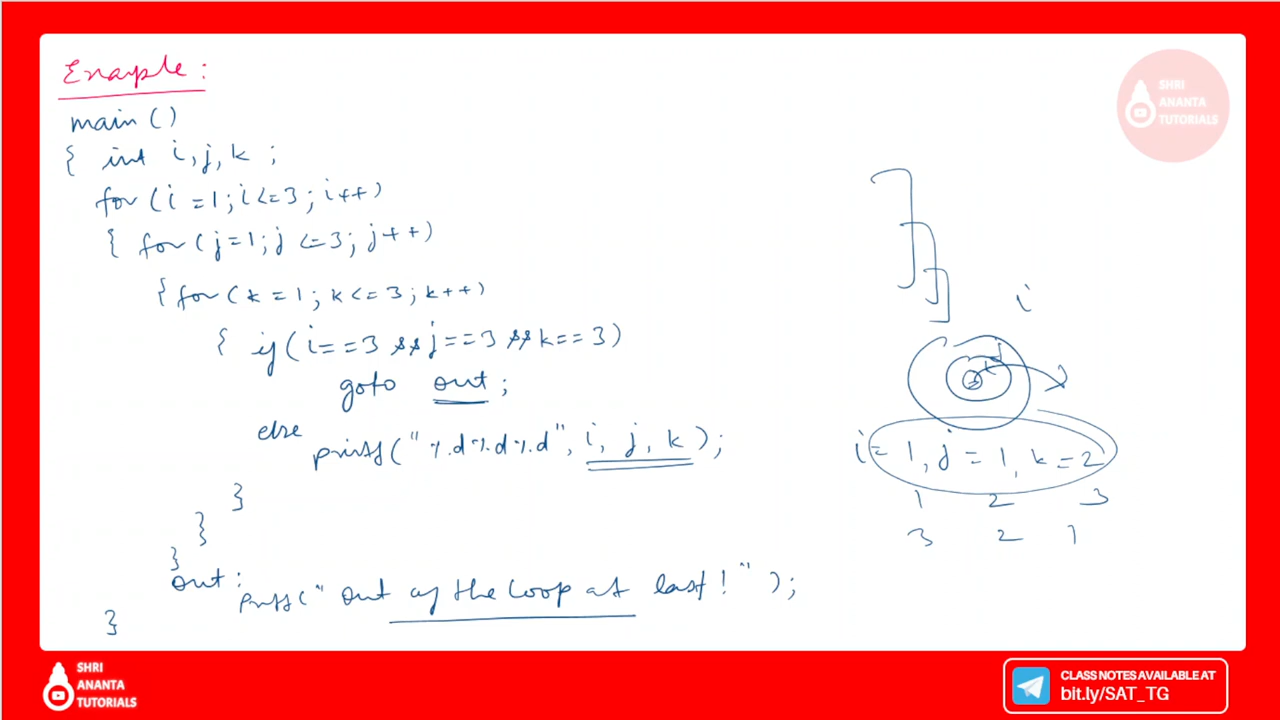 Example:
main ()
{ int i, j, k ;
for (i = 1; i <= 3; i++)
{ for (j = 1; j <= 3; j++)
{ for (k = 1; k <= 3; k++)
{ if (i == 3 && j == 3 && k == 3)
goto out ;
else
printf("%d%d%d", i, j, k);
}
}
}
out :
printf(" Out of the loop at last! ");
}
SHRI
ANANTA
TUTORIALS
i
j
i = 1, j = 1, k = 2
1 2 3
3 2 1
SHRI
ANANTA
TUTORIALS
CLASS NOTES AVAILABLE AT
bit.ly/SAT_TG